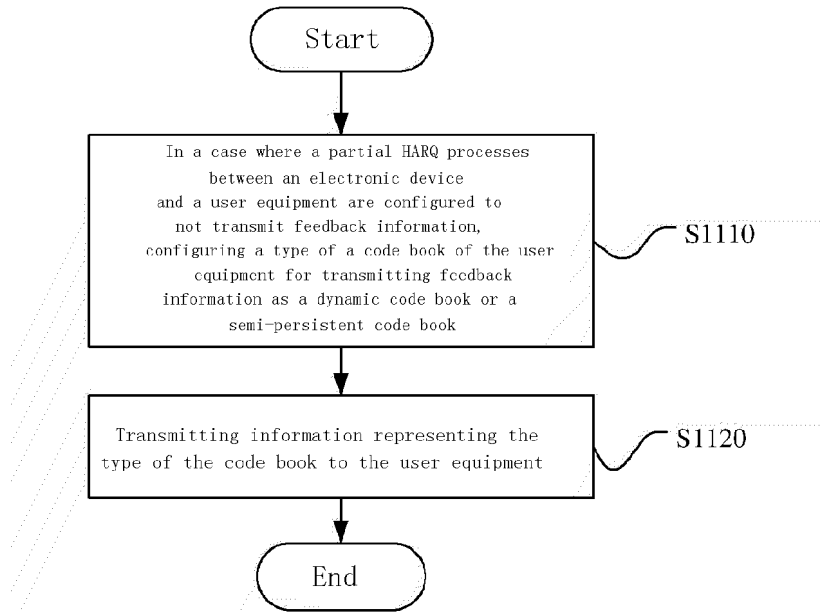 Start
In a case where a partial HARQ processes
between an electronic device
and a user equipment are configured to
not transmit feedback information,
configuring a type of a code book of the user
equipment for transmitting feedback
information as a dynamic code book or a
semi-persistent code book
S1110
Transmitting information representing the
type of the code book to the user equipment
S1120
End